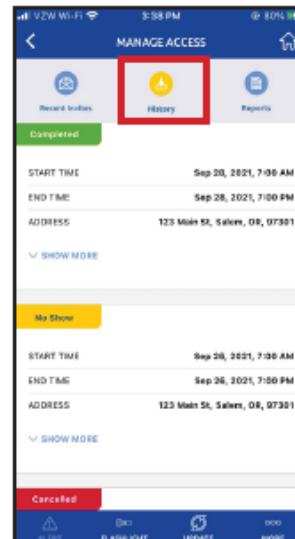 VZW Wi-Fi 3:38 PM 80%
MANAGE ACCESS
Recent Invites History Reports
Completed
START TIME Sep 28, 2021, 7:00 AM
END TIME Sep 28, 2021, 7:00 PM
ADDRESS 123 Main St, Salem, OR, 97301
SHOW MORE
No Show
START TIME Sep 26, 2021, 7:00 AM
END TIME Sep 26, 2021, 7:00 PM
ADDRESS 123 Main St, Salem, OR, 97301
SHOW MORE
Cancelled
ALERT FLASHLIGHT UPDATE MORE